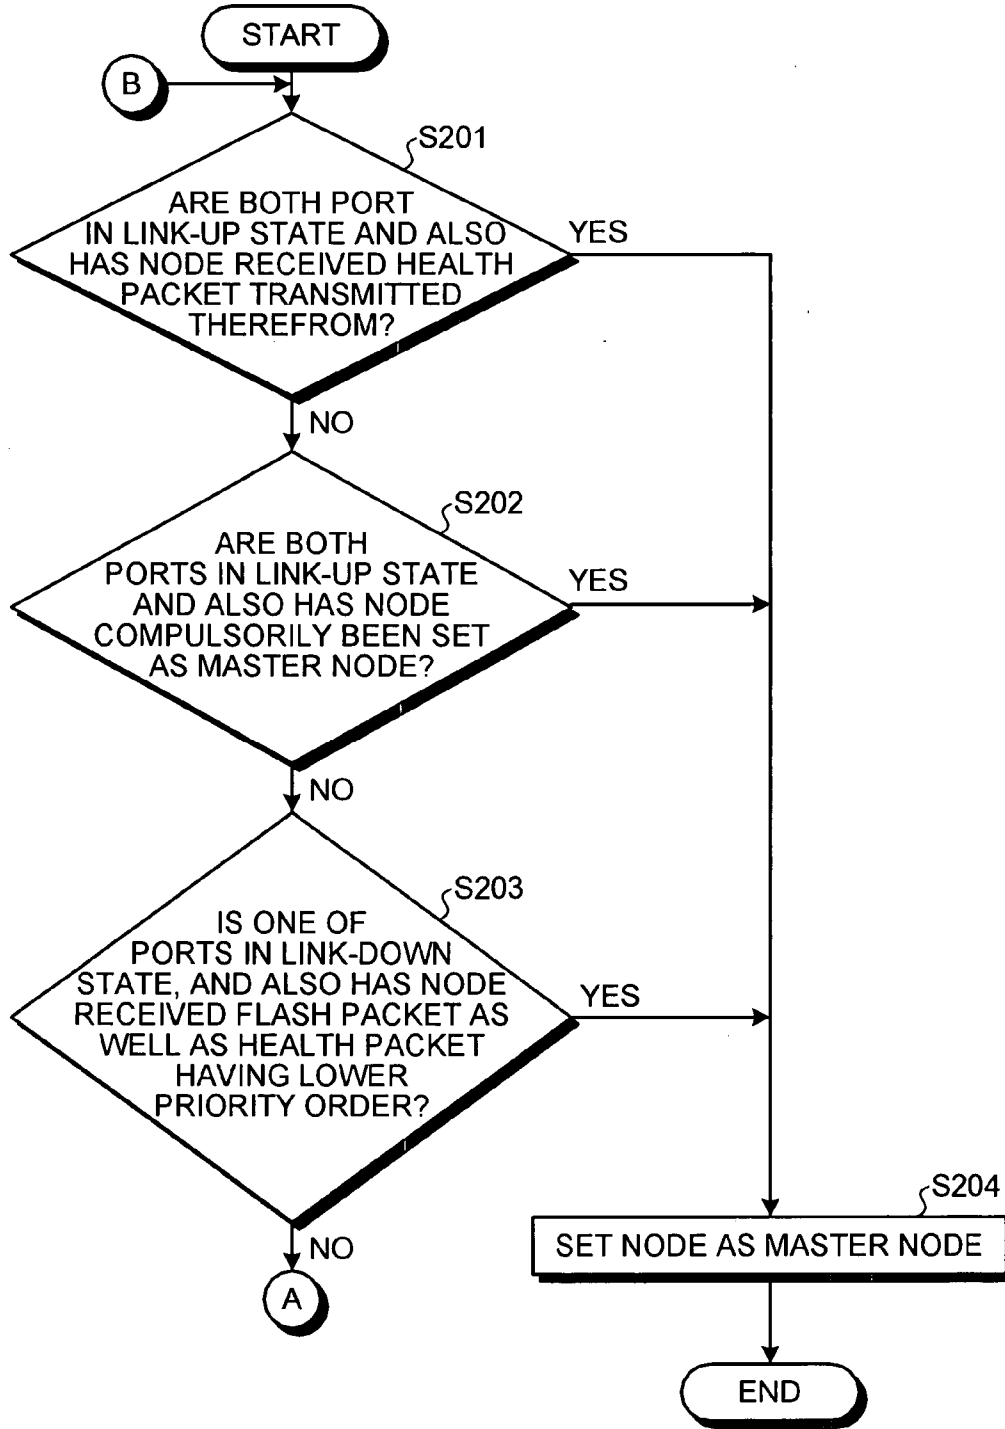 START
B
S201
ARE BOTH PORT
IN LINK-UP STATE AND ALSO
HAS NODE RECEIVED HEALTH
PACKET TRANSMITTED
THEREFROM?
YES
NO
S202
ARE BOTH
PORTS IN LINK-UP STATE
AND ALSO HAS NODE
COMPULSORILY BEEN SET
AS MASTER NODE?
YES
NO
S203
IS ONE OF
PORTS IN LINK-DOWN
STATE, AND ALSO HAS NODE
RECEIVED FLASH PACKET AS
WELL AS HEALTH PACKET
HAVING LOWER
PRIORITY ORDER?
YES
NO
A
S204
SET NODE AS MASTER NODE
END